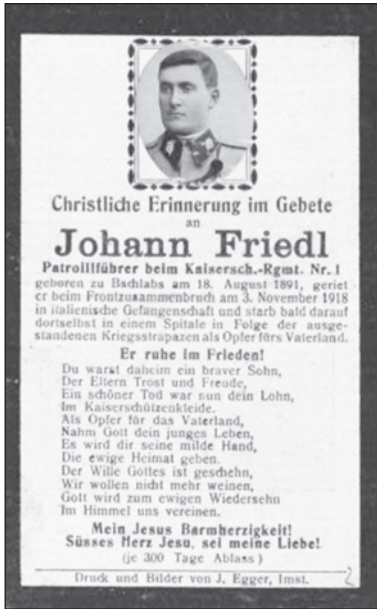 Christliche Erinnerung im Gebete
an
Johann Friedl
Patroillführer beim Kaisersch.-Rgmt. Nr. 1
geboren zu Bschlabs am 18. August 1891, geriet
er beim Frontzusammenbruch am 3. November 1918
in italienische Gefangenschaft und starb bald darauf
dortselbst in einem Spitale in Folge der ausge-
standenen Kriegsstrapazen als Opfer fürs Vaterland.
Er ruhe im Frieden!
Du warst daheim ein braver Sohn,
Der Eltern Trost und Freude,
Ein schöner Tod war nun dein Lohn,
Im Kaiserschützenkleide.
Als Opfer für das Vaterland,
Nahm Gott dein junges Leben,
Es wird dir seine milde Hand,
Die ewige Heimat geben.
Der Wille Gottes ist geschehn,
Wir wollen nicht mehr weinen,
Gott wird zum ewigen Wiedersehn
Im Himmel uns vereinen.
Mein Jesus Barmherzigkeit!
Süsses Herz Jesu, sei meine Liebe!
(je 300 Tage Ablass)
Druck und Bilder von J. Egger, Imst.
2